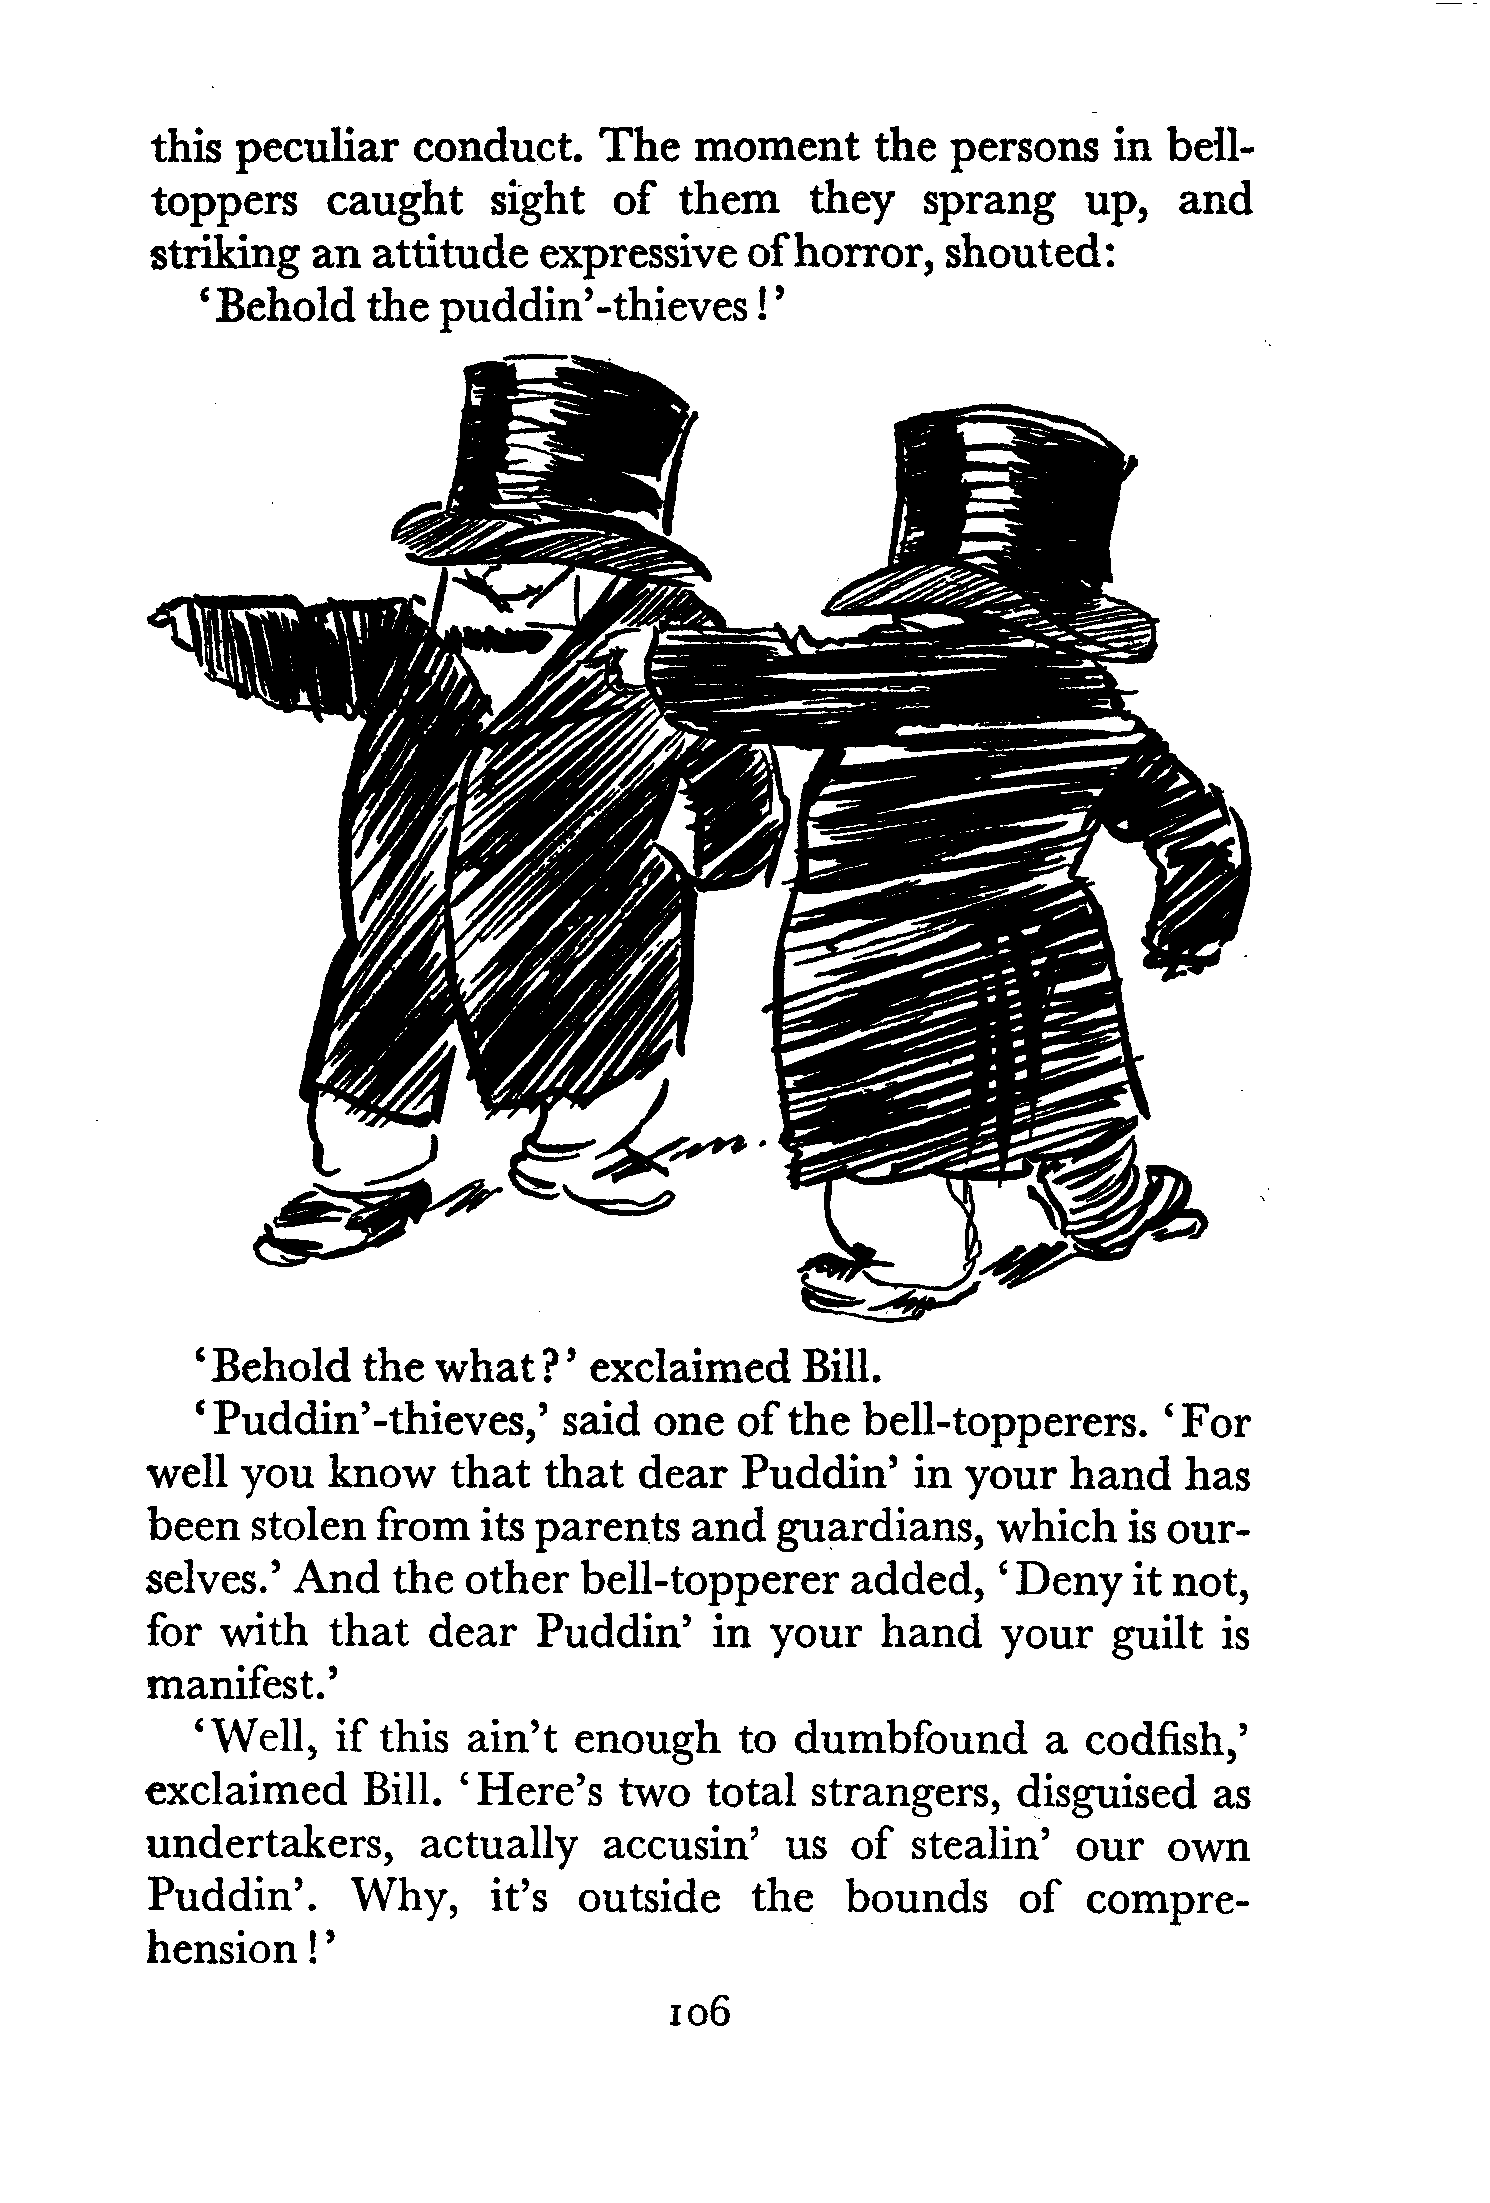 this peculiar conduct. The moment the persons in bell-
toppers caught sight of them they sprang up, and
striking an attitude expressive of horror, shouted:
‘Behold the puddin’-thieves!’
‘Behold the what?’ exclaimed Bill.
‘Puddin’-thieves,’ said one of the bell-topperers. ‘For
well you know that that dear Puddin’ in your hand has
been stolen from its parents and guardians, which is our-
selves.’ And the other bell-topperer added, ‘Deny it not,
for with that dear Puddin’ in your hand your guilt is
manifest.’
‘Well, if this ain’t enough to dumbfound a codfish,’
exclaimed Bill. ‘Here’s two total strangers, disguised as
undertakers, actually accusin’ us of stealin’ our own
Puddin’. Why, it’s outside the bounds of compre-
hension!’
106